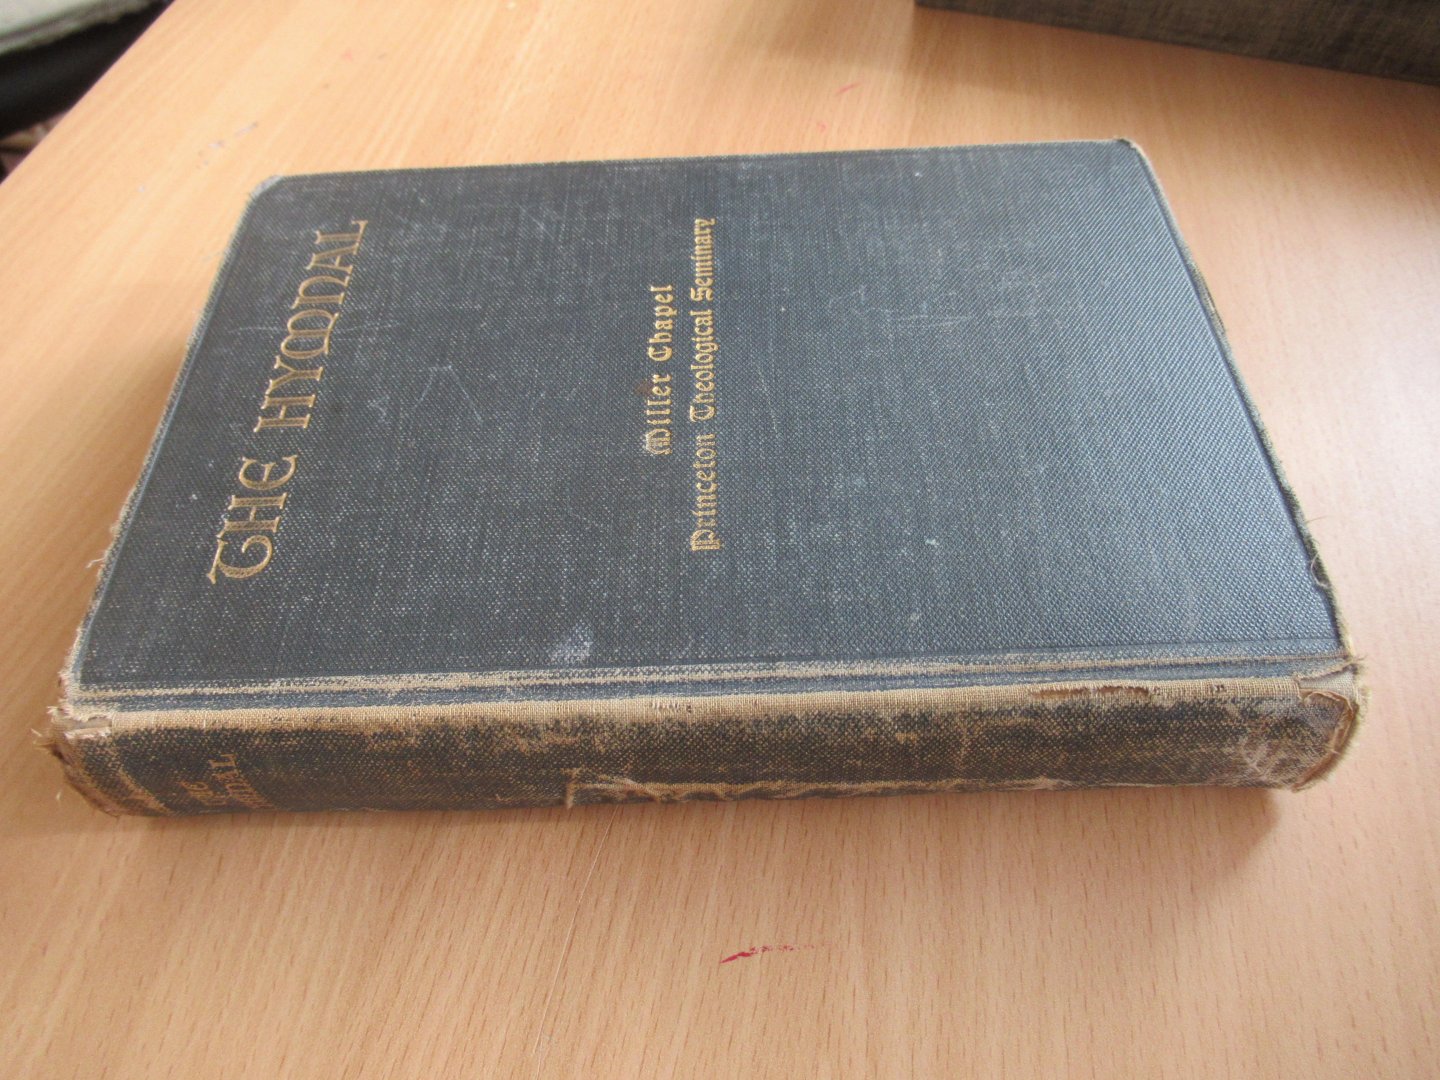 THE HYMNAL
Miller Chapel
Princeton Theological Seminary
THE
HYMNAL